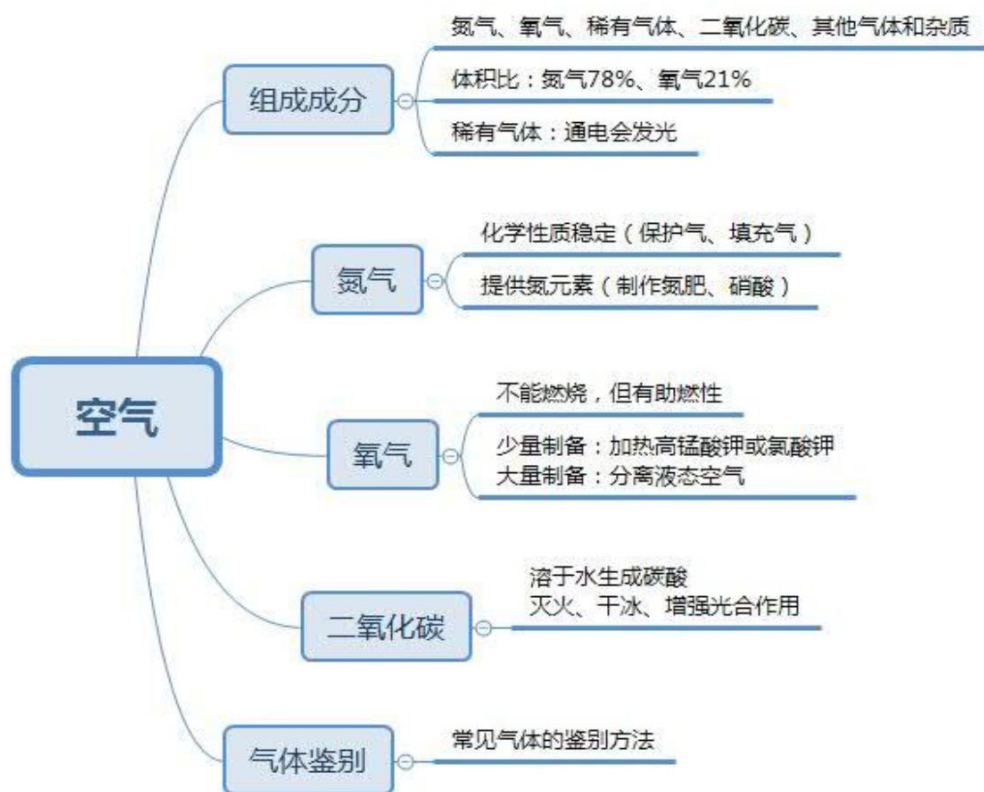 空气
组成成分
氮气、氧气、稀有气体、二氧化碳、其他气体和杂质
体积比：氮气78%、氧气21%
稀有气体：通电会发光
氮气
化学性质稳定（保护气、填充气）
提供氮元素（制作氮肥、硝酸）
氧气
不能燃烧，但有助燃性
少量制备：加热高锰酸钾或氯酸钾
大量制备：分离液态空气
二氧化碳
溶于水生成碳酸
灭火、干冰、增强光合作用
气体鉴别
常见气体的鉴别方法